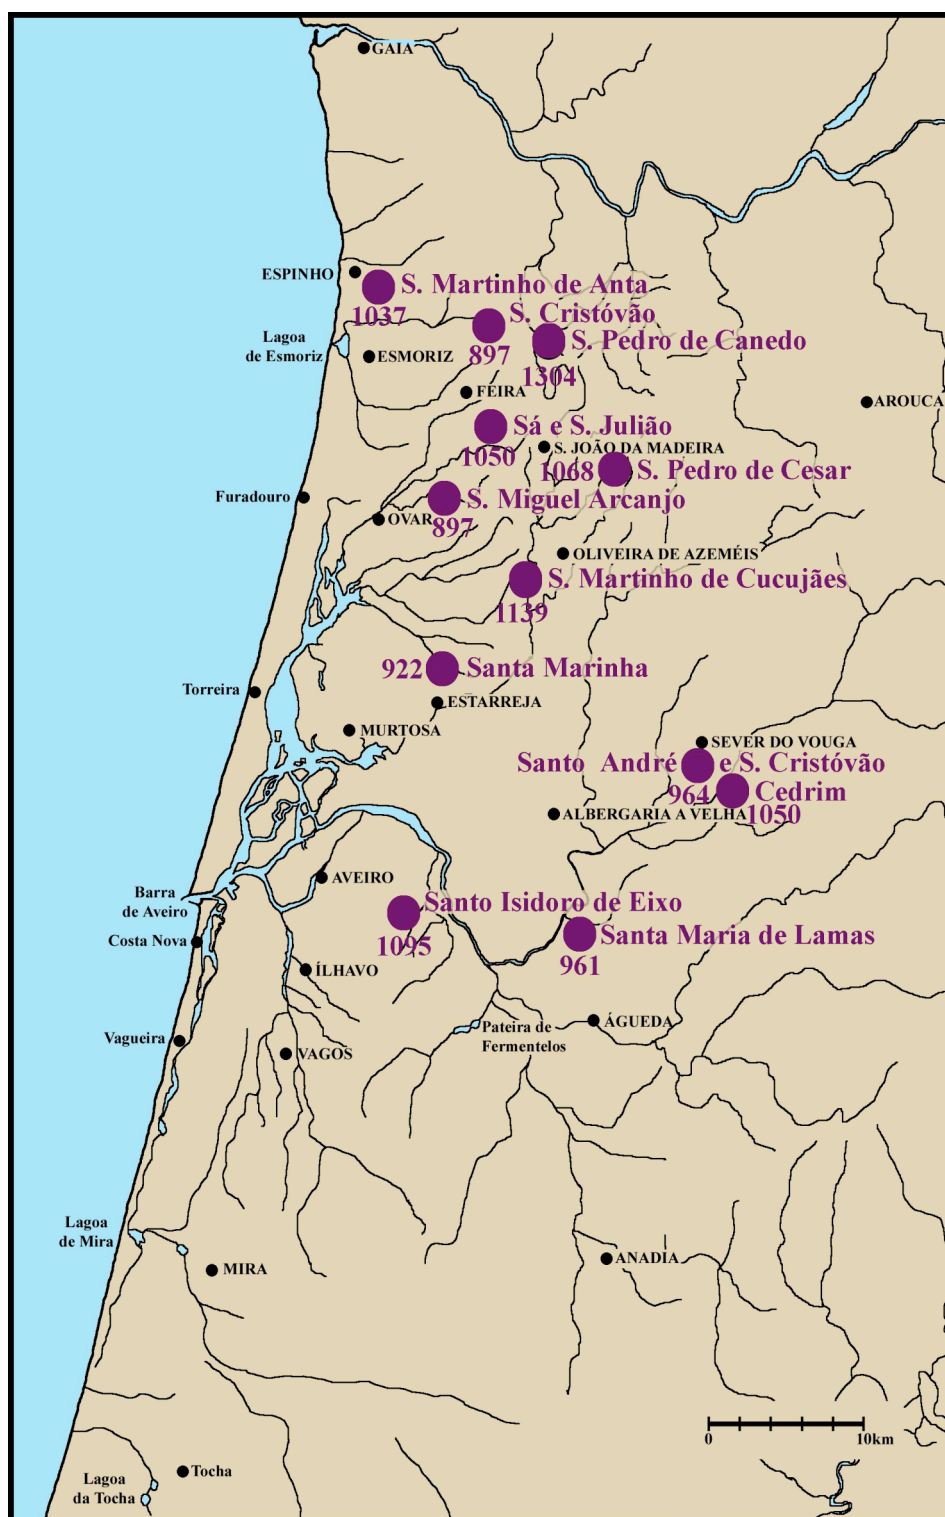 GAIA
ESPINHO
S. Martinho de Anta
1037
S. Cristóvão
897
S. Pedro de Canedo
1304
Lagoa
de Esmoriz
ESMORIZ
FEIRA
AROUCA
Sá e S. Julião
1050
S. JOÃO DA MADEIRA
1068
S. Pedro de Cesar
Furadouro
S. Miguel Arcanjo
897
OVAR
OLIVEIRA DE AZEMÉIS
S. Martinho de Cucujães
1139
922
Santa Marinha
Torreira
ESTARREJA
MURTOSA
SEVER DO VOUGA
Santo André e S. Cristóvão
964
Cedrim
1050
ALBERGARIA A VELHA
AVEIRO
Barra
de Aveiro
Santo Isidoro de Eixo
1095
Costa Nova
Santa Maria de Lamas
961
ÍLHAVO
ÁGUEDA
Pateira de
Fermentelos
Vagueira
VAGOS
Lagoa
de Mira
MIRA
ANADIA
0
10km
Tocha
Lagoa
da Tocha